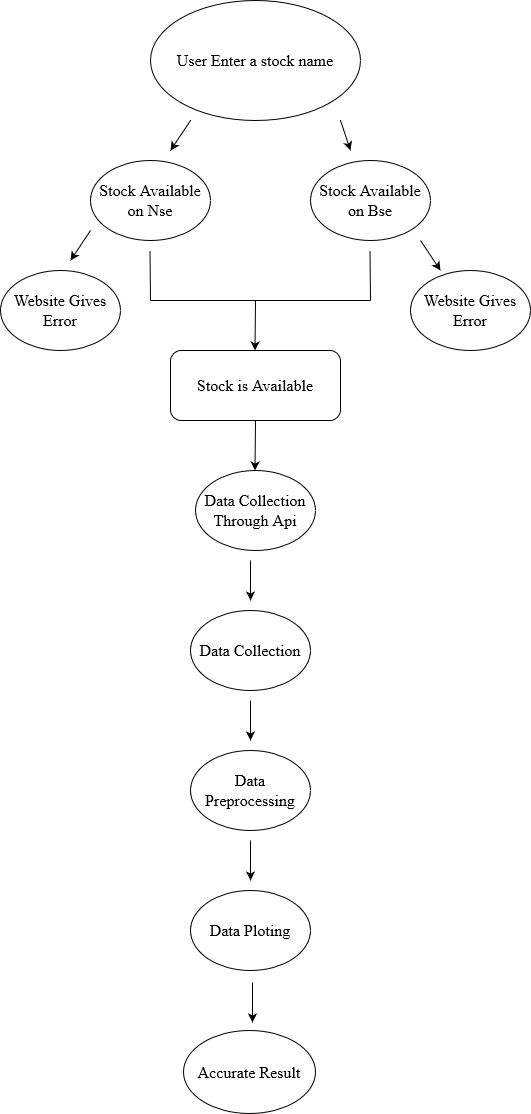 User Enter a stock name
Stock Available
on Nse
Stock Available
on Bse
Website Gives
Error
Website Gives
Error
Stock is Available
Data Collection
Through Api
Data Collection
Data
Preprocessing
Data Ploting
Accurate Result